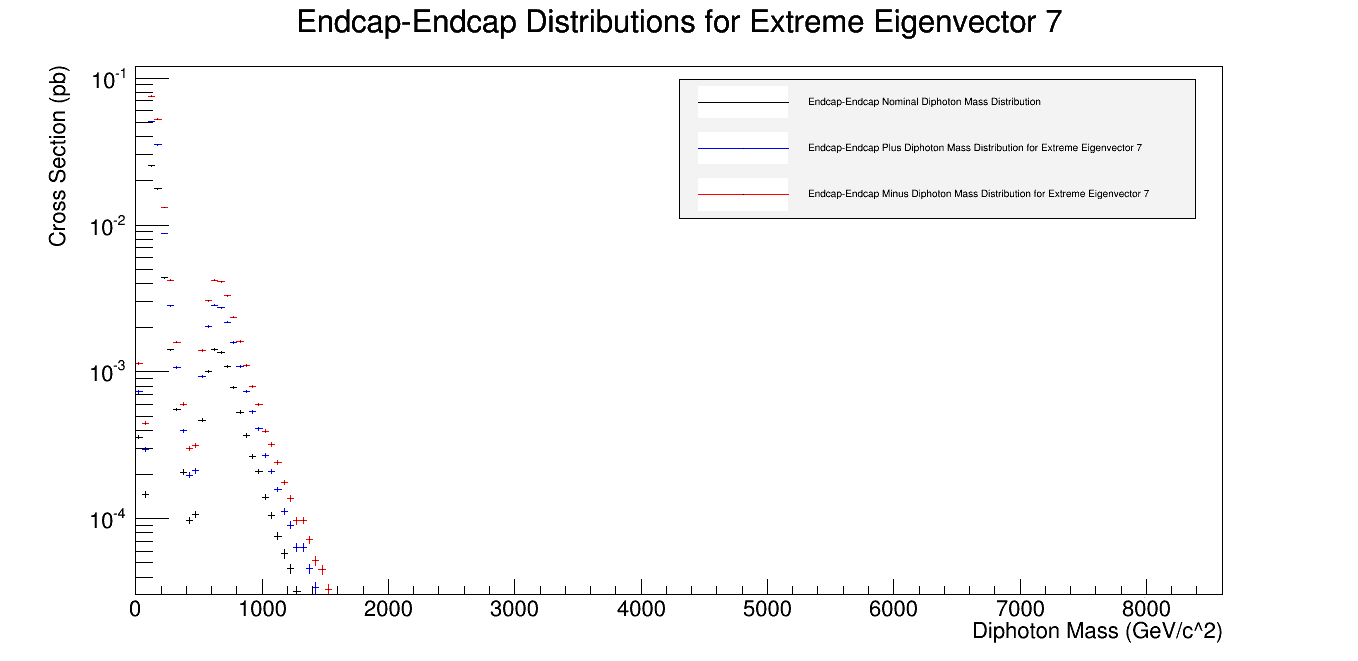 Endcap-Endcap Distributions for Extreme Eigenvector 7
Cross Section (pb)
10^-1
10^-2
10^-3
10^-4
Endcap-Endcap Nominal Diphoton Mass Distribution
Endcap-Endcap Plus Diphoton Mass Distribution for Extreme Eigenvector 7
Endcap-Endcap Minus Diphoton Mass Distribution for Extreme Eigenvector 7
0 1000 2000 3000 4000 5000 6000 7000 8000
Diphoton Mass (GeV/c^2)